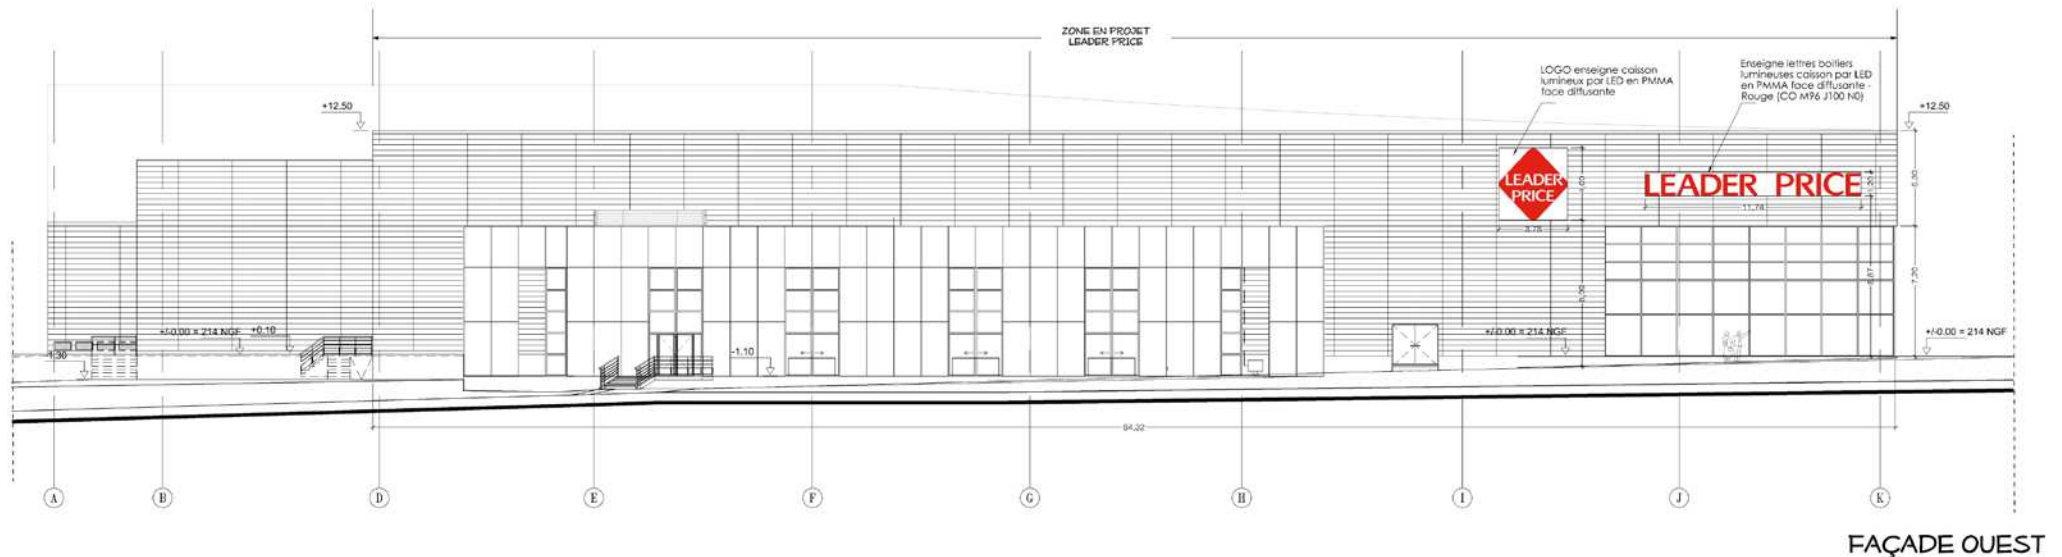 ZONE EN PROJET
LEADER PRICE
LOGO enseigne caisson
lumineux par LED en PMMA
face diffusante
Enseigne lettres boitiers
lumineuses caisson par LED
en PMMA face diffusante -
Rouge (CO M96 J100 N0)
+12.50
+12.50
LEADER
PRICE
LEADER PRICE
1,20
11,74
3,75
7,20
+/-0.00 = 214 NGF
+0.10
-1.10
+/-0.00 = 214 NGF
+/-0.00 = 214 NGF
84,32
A
B
D
E
F
G
H
I
J
K
FAÇADE OUEST